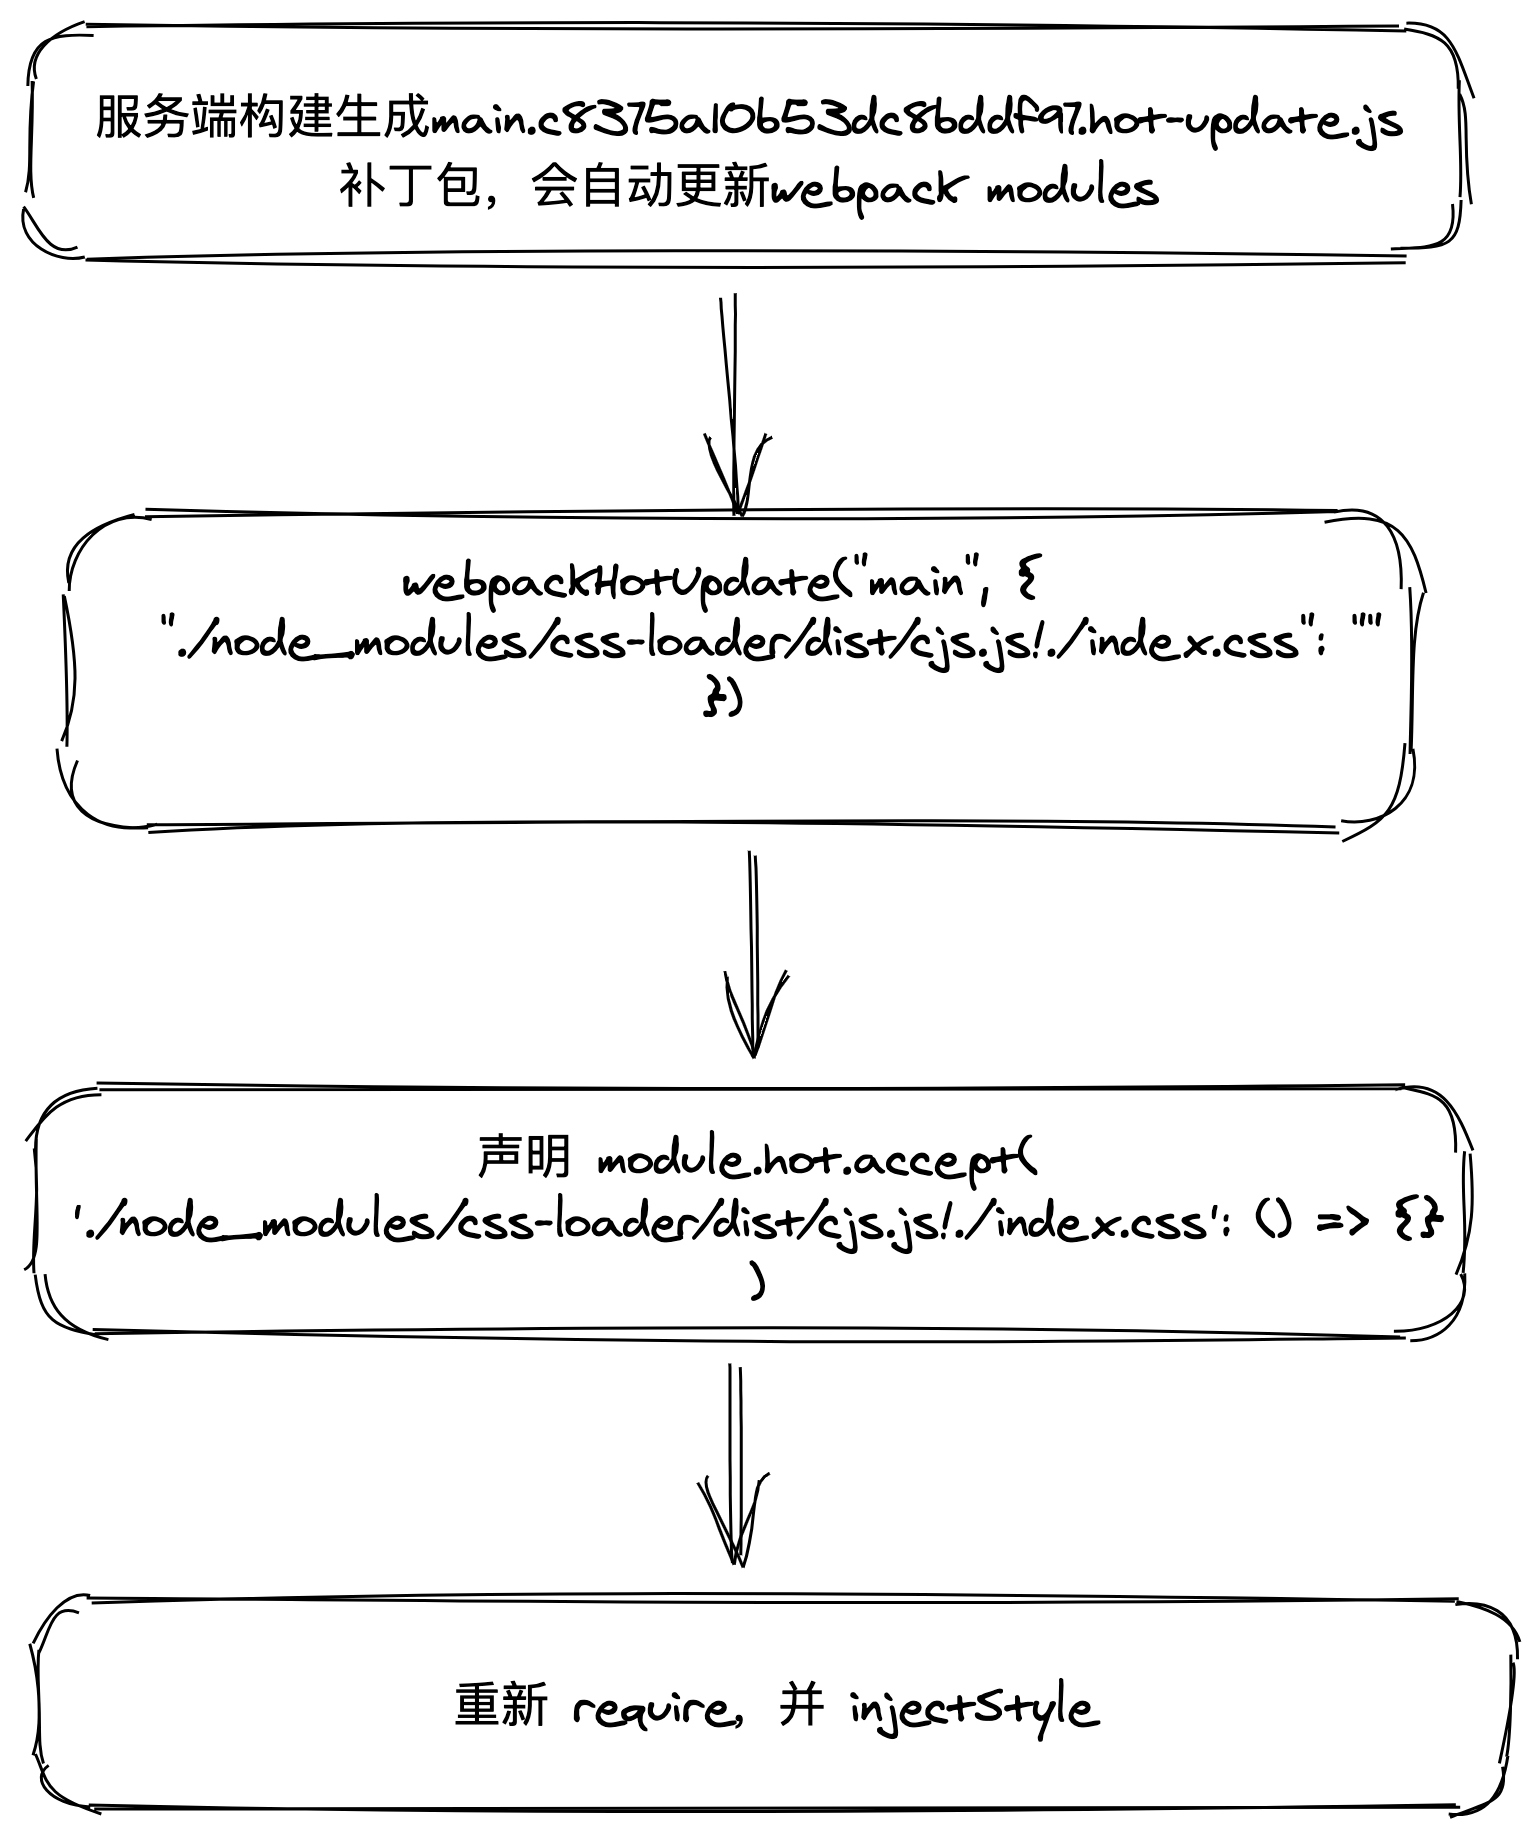 服务端构建生成main.c8375a10b53dc8bddf97.hot-update.js
补丁包，会自动更新webpack modules
webpackHotUpdate("main", {
"./node_modules/css-loader/dist/cjs.js!./index.css": ""
})
声明 module.hot.accept(
'./node_modules/css-loader/dist/cjs.js!./index.css': () => {}
)
重新 require，并 injectStyle